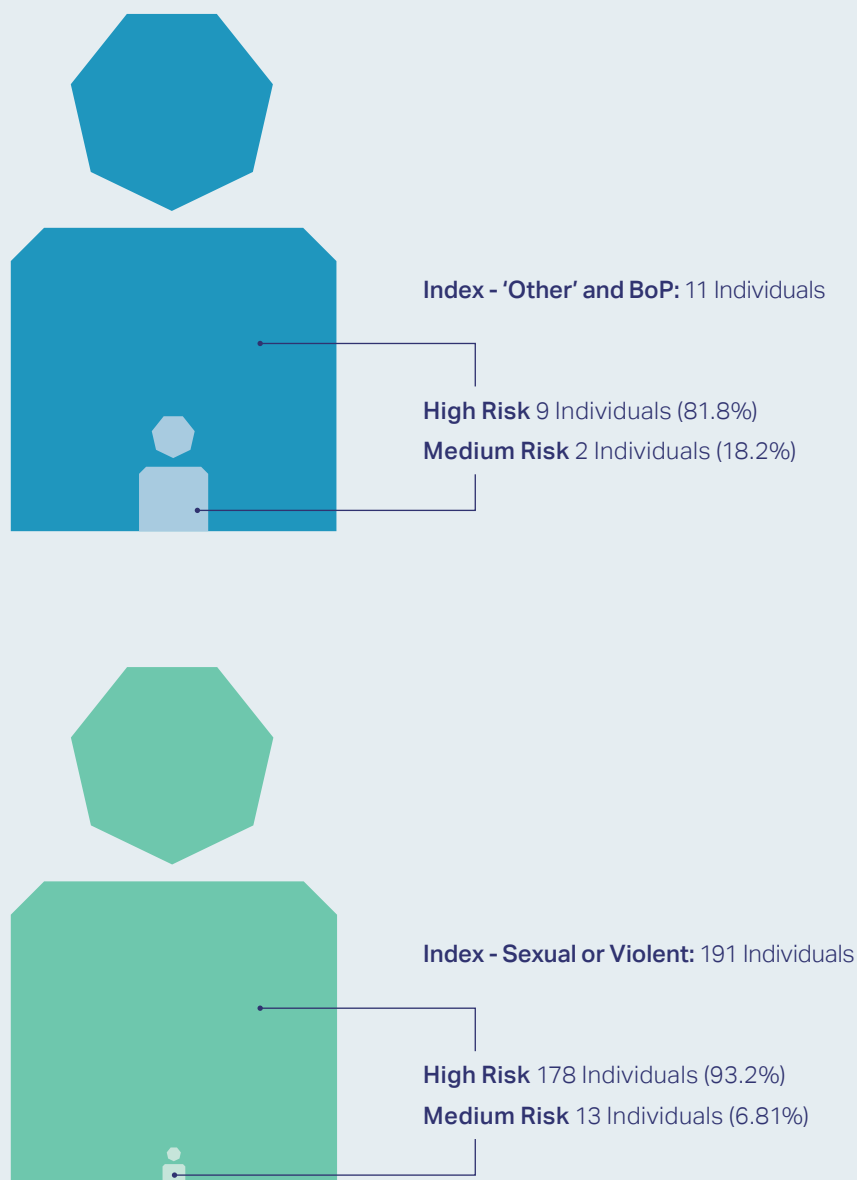 Index - ‘Other’ and BoP: 11 Individuals
High Risk 9 Individuals (81.8%)
Medium Risk 2 Individuals (18.2%)
Index - Sexual or Violent: 191 Individuals
High Risk 178 Individuals (93.2%)
Medium Risk 13 Individuals (6.81%)